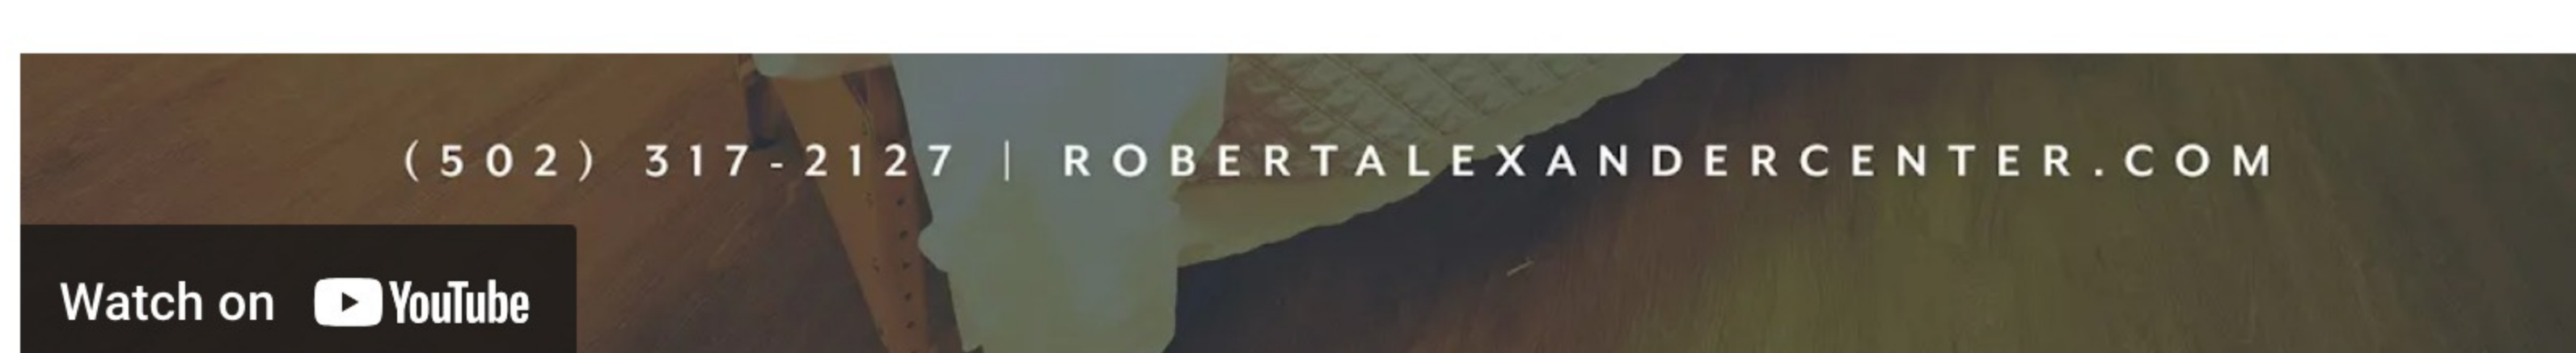 (502) 317-2127 | ROBERTALEXANDERCENTER.COM
Watch on YouTube